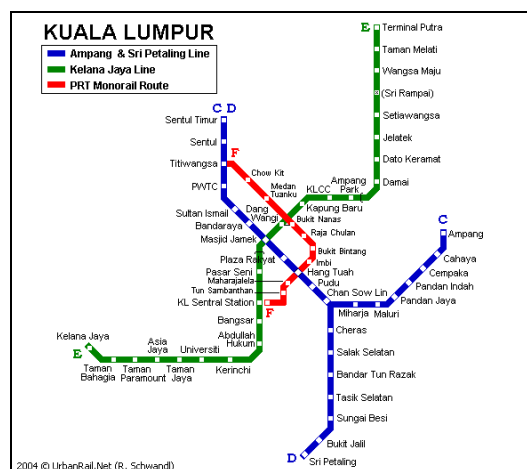 KUALA LUMPUR
Ampang & Sri Petaling Line
Kelana Jaya Line
PRT Monorail Route
E
Terminal Putra
Taman Melati
Wangsa Maju
(Sri Rampai)
Setiawangsa
Jelatek
Dato Keramat
Damai
Ampang
Park
KLCC
Kapung Baru
C D
Sentul Timur
Sentul
Titiwangsa
F
PWTC
Chow Kit
Medan
Tuanku
Sultan Ismail
Dang
Wangi
Bukit Nanas
Bandaraya
Raja Chulan
Masjid Jamek
Bukit Bintang
Plaza Rakyat
Imbi
Pasar Seni
Hang Tuah
Maharajalela
Pudu
Tun Sambanthan
KL Sentral Station
F
Chan Sow Lin
C
Ampang
Cahaya
Cempaka
Pandan Indah
Pandan Jaya
Maluri
Miharja
Bangsar
Abdullah
Hukum
Kerinchi
Universiti
Taman
Jaya
Asia
Jaya
Taman
Paramount
Taman
Bahagia
Kelana Jaya
E
Cheras
Salak Selatan
Bandar Tun Razak
Tasik Selatan
Sungai Besi
Bukit Jalil
D
Sri Petaling
2004 © UrbanRail.Net (R. Schwandl)